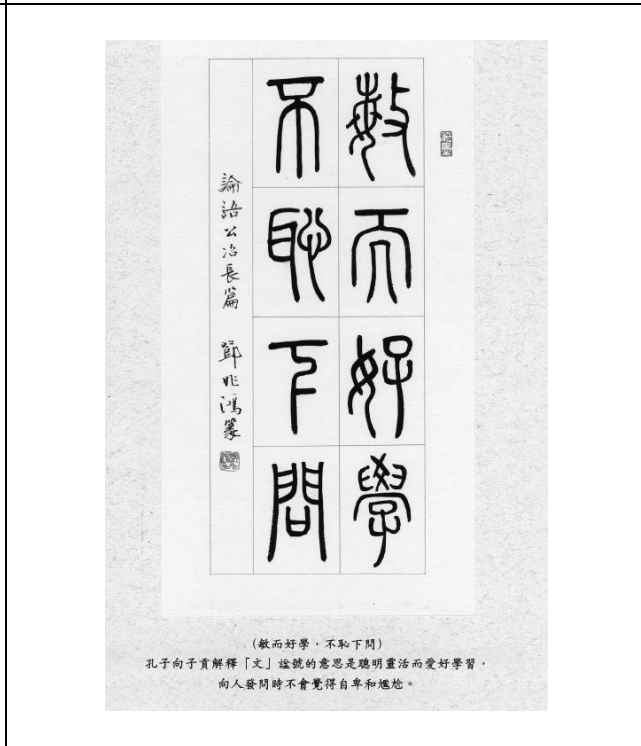 敏而好學
不恥下問
論語公冶長篇 鄧兆鴻篆
(敏而好學，不恥下問)
孔子向子貢解釋「文」諡號的意思是聰明靈活而愛好學習，
向人發問時不會覺得自卑和尷尬。